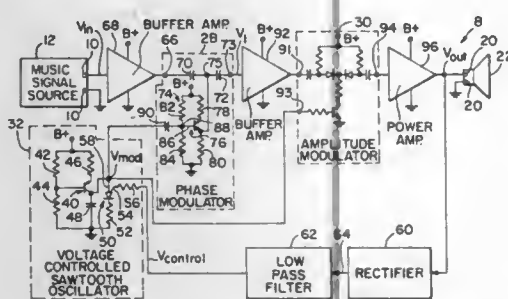 12
MUSIC SIGNAL SOURCE
10
10
Vin
68
B+
BUFFER AMP.
66
28
70
73
75
B+
74
82
90
86
84
72
78
88
76
80
PHASE MODULATOR
V1
B+
92
BUFFER AMP.
91
93
30
B+
94
AMPLITUDE MODULATOR
B+
96
POWER AMP.
Vout
8
20
20
22
32
B+
42
46
44
40
48
58
Vmod
56
54
50
52
VOLTAGE CONTROLLED SAWTOOTH OSCILLATOR
Vcontrol
62
LOW PASS FILTER
64
60
RECTIFIER